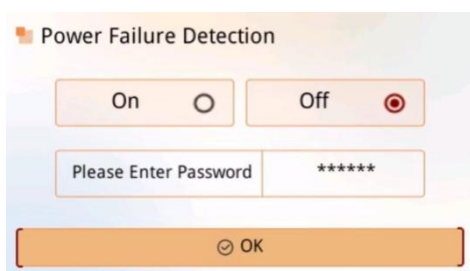 Power Failure Detection
On
Off
Please Enter Password
******
OK